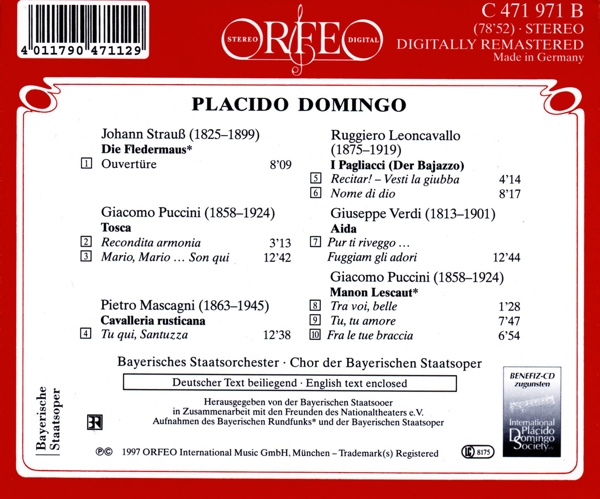 4 011790 471129
STEREO ORFEO DIGITAL
C 471 971 B
(78'52) · STEREO
DIGITALLY REMASTERED
Made in Germany
PLACIDO DOMINGO
Johann Strauß (1825–1899)
Die Fledermaus*
1 Ouvertüre 8'09
Giacomo Puccini (1858–1924)
Tosca
2 Recondita armonia 3'13
3 Mario, Mario ... Son qui 12'42
Pietro Mascagni (1863–1945)
Cavalleria rusticana
4 Tu qui, Santuzza 12'38
Ruggiero Leoncavallo
(1875–1919)
I Pagliacci (Der Bajazzo)
5 Recitar! – Vesti la giubba 4'14
6 Nome di dio 8'17
Giuseppe Verdi (1813–1901)
Aida
7 Pur ti riveggo ...
Fuggiam gli adori 12'44
Giacomo Puccini (1858–1924)
Manon Lescaut*
8 Tra voi, belle 1'28
9 Tu, tu amore 7'47
10 Fra le tue braccia 6'54
Bayerisches Staatsorchester · Chor der Bayerischen Staatsoper
Deutscher Text beiliegend · English text enclosed
Herausgegeben von der Bayerischen Staatsooer
in Zusammenarbeit mit den Freunden des Nationaltheaters e.V.
Aufnahmen des Bayerischen Rundfunks* und der Bayerischen Staatsoper
℗© 1997 ORFEO International Music GmbH, München – Trademark(s) Registered
LC 8175
Bayerische
Staatsoper
BR
BENEFIZ-CD
zugunsten
International
Plácido
Domingo
Society e.V.